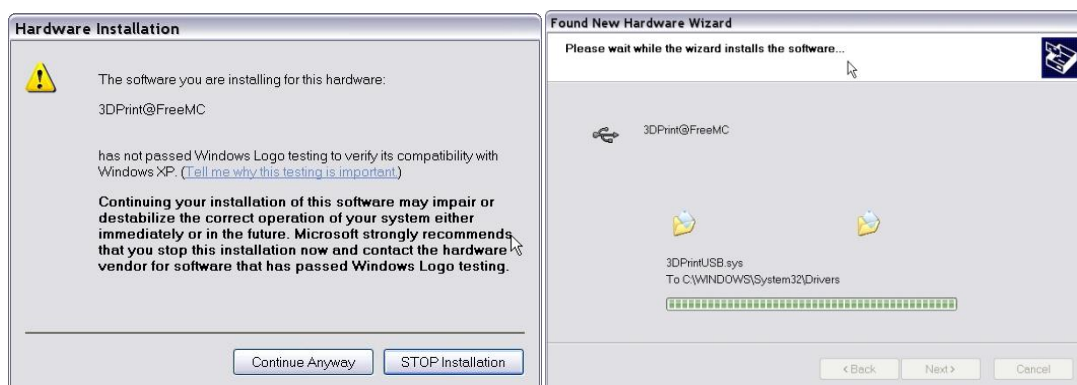 Hardware Installation
The software you are installing for this hardware:
3DPrint@FreeMC
has not passed Windows Logo testing to verify its compatibility with
Windows XP. (Tell me why this testing is important.)
Continuing your installation of this software may impair or
destabilize the correct operation of your system either
immediately or in the future. Microsoft strongly recommends
that you stop this installation now and contact the hardware
vendor for software that has passed Windows Logo testing.
Continue Anyway
STOP Installation
Found New Hardware Wizard
Please wait while the wizard installs the software...
3DPrint@FreeMC
3DPrintUSB.sys
To C:\WINDOWS\System32\Drivers
< Back
Next >
Cancel